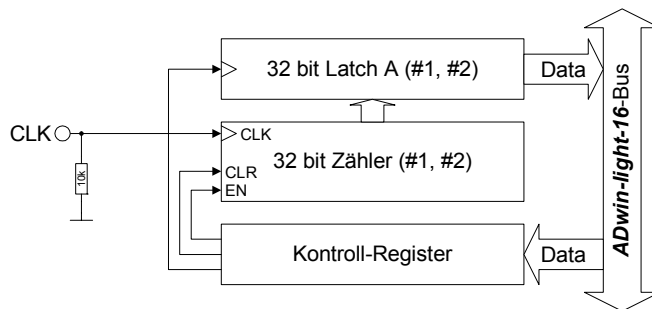 32 bit Latch A (#1, #2)
Data
CLK
CLK
32 bit Zähler (#1, #2)
CLR
EN
10k
Kontroll-Register
Data
ADwin-light-16-Bus